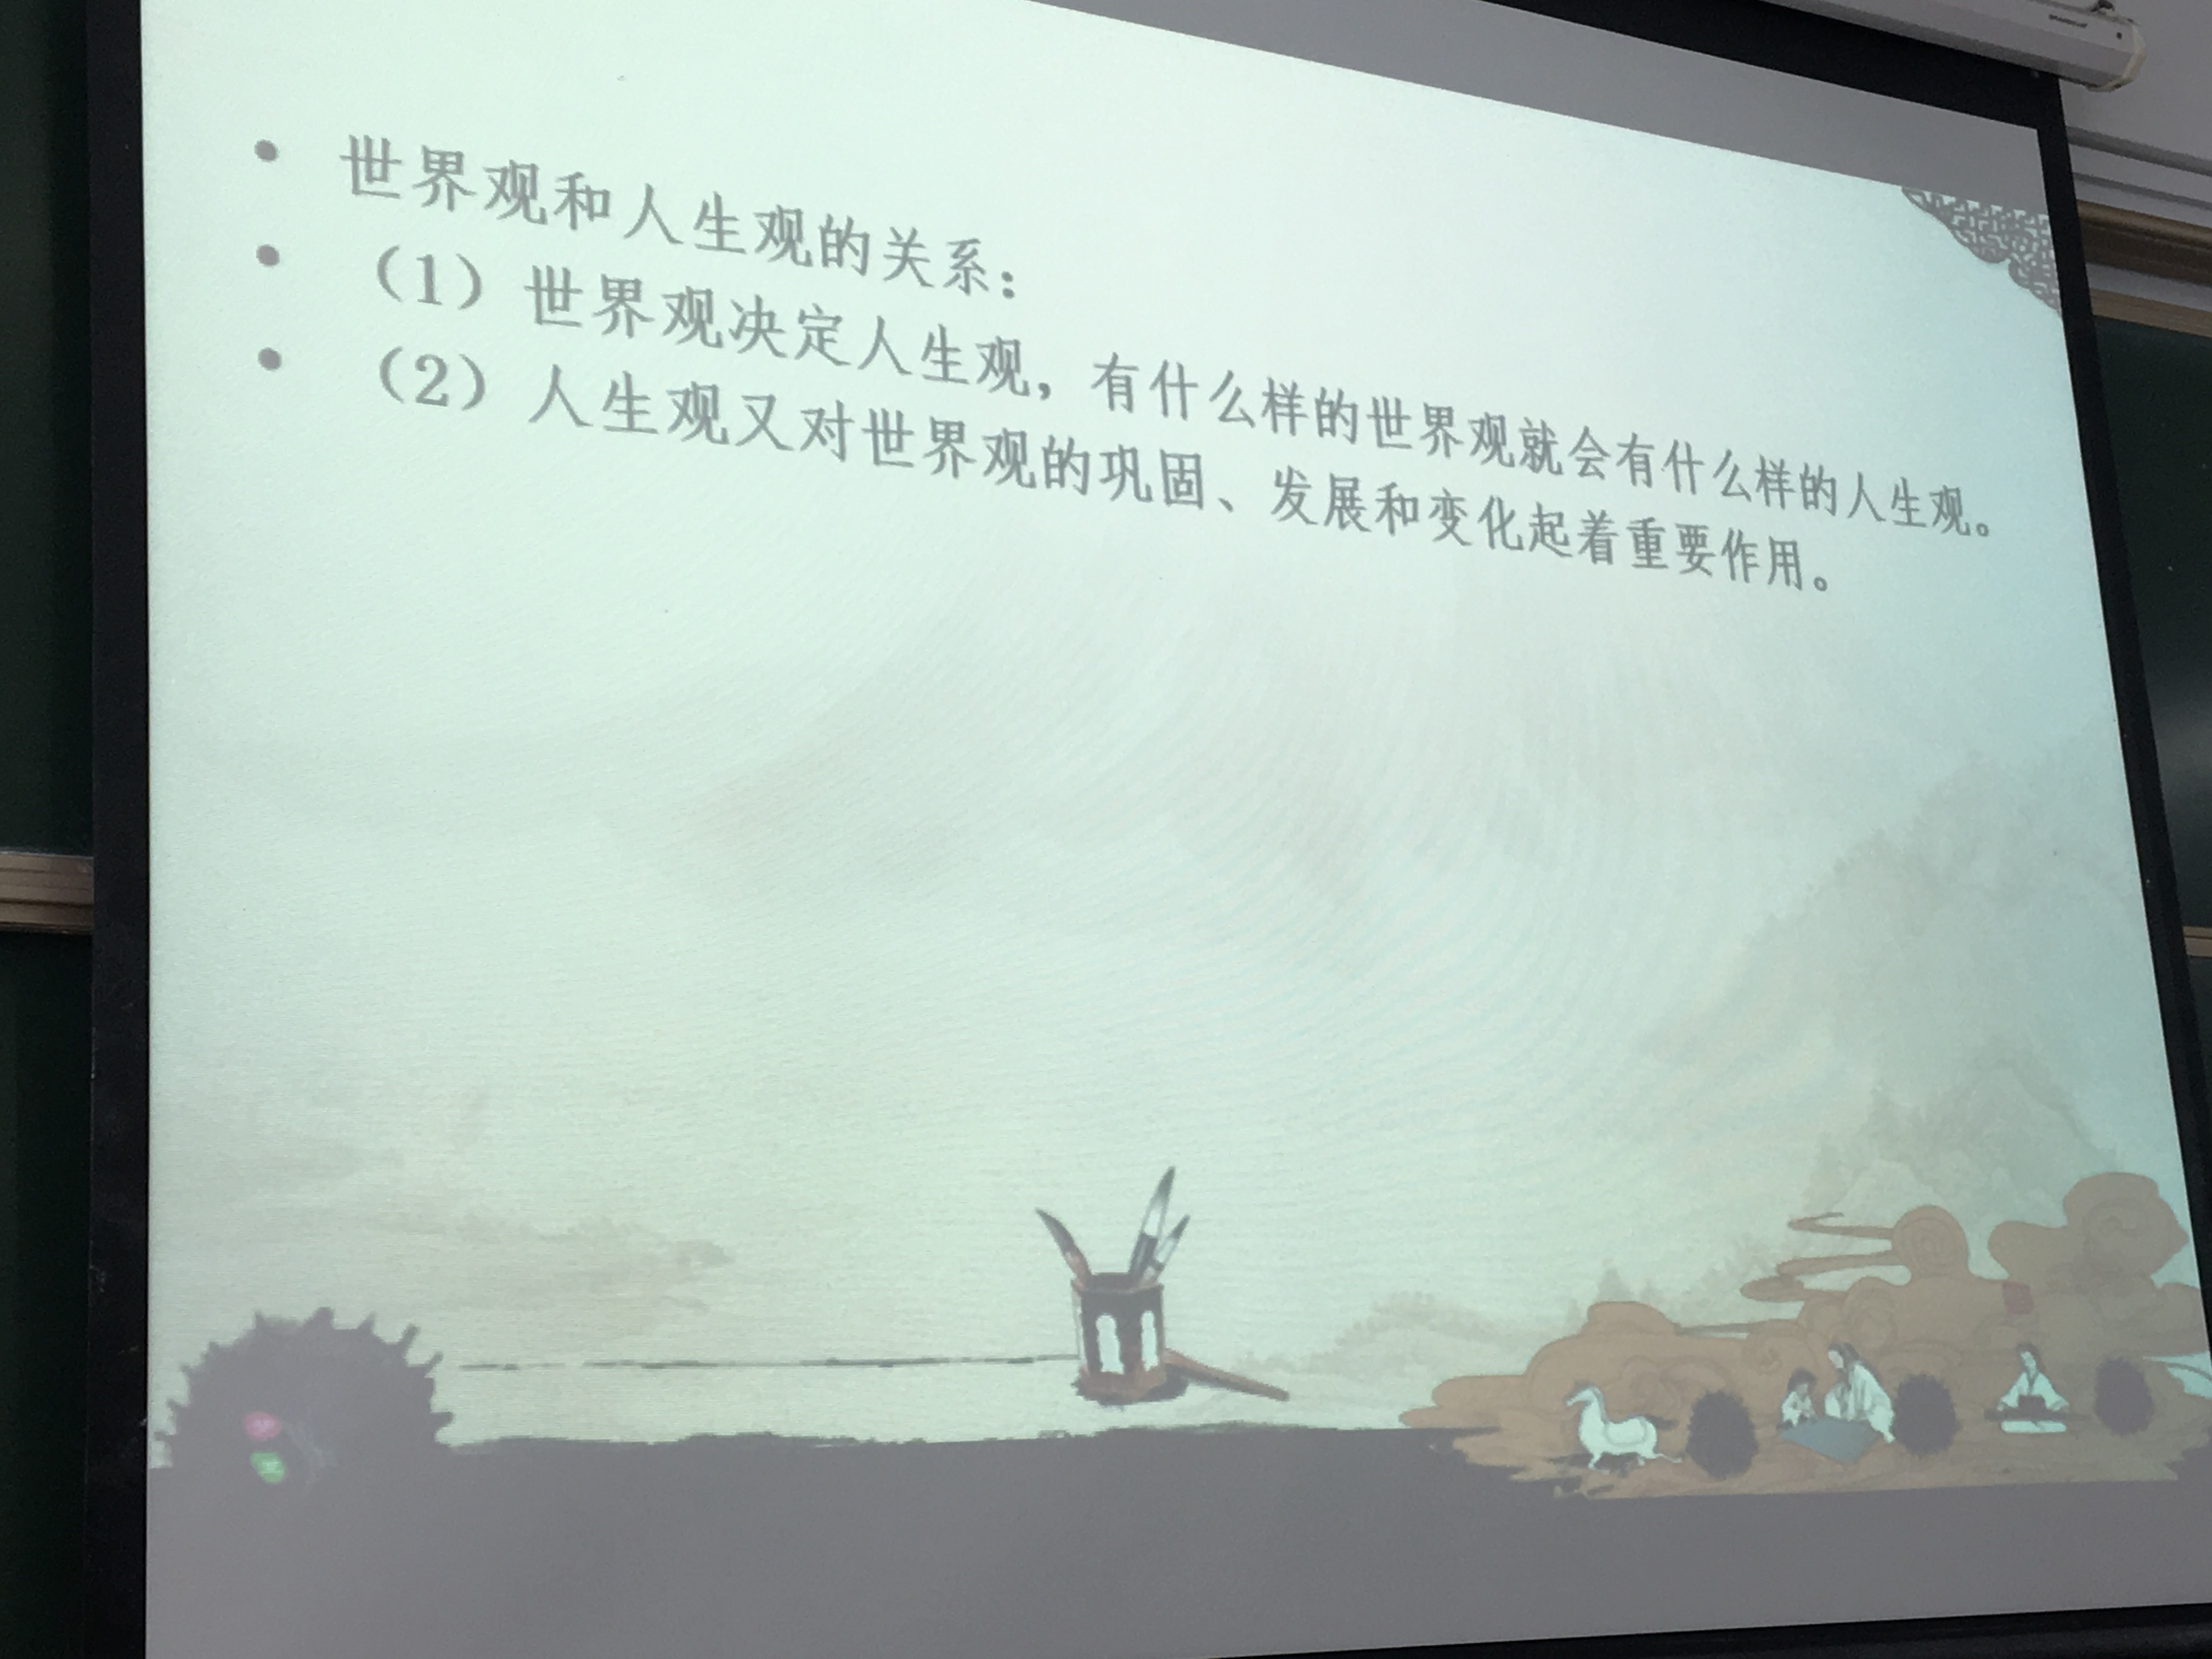 • 世界观和人生观的关系：
• （1）世界观决定人生观，有什么样的世界观就会有什么样的人生观。
• （2）人生观又对世界观的巩固、发展和变化起着重要作用。